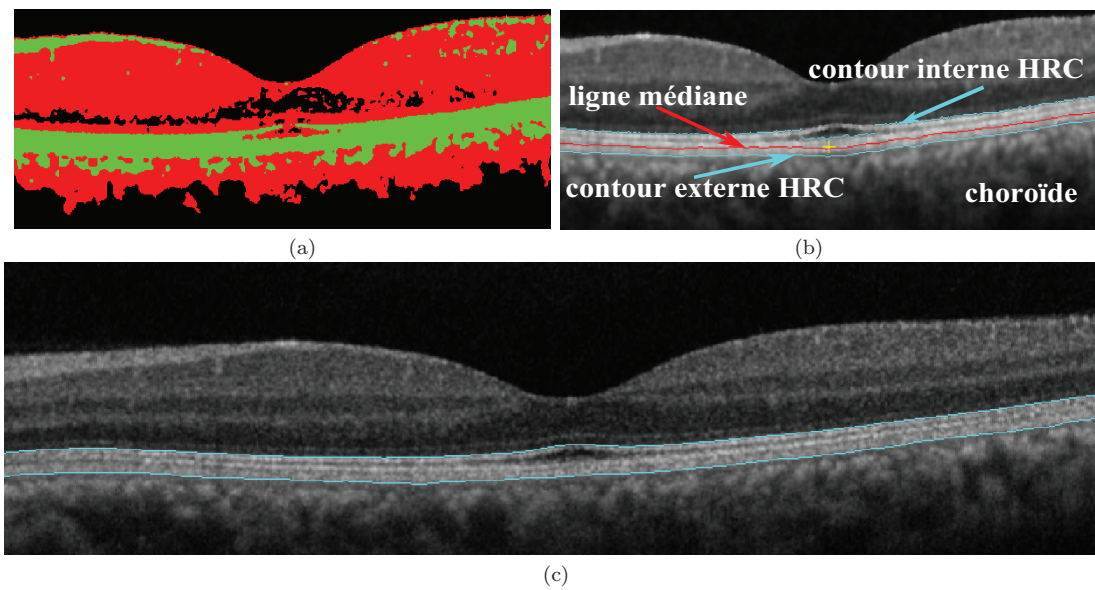 contour interne HRC
ligne médiane
contour externe HRC
choroïde
(a)
(b)
(c)